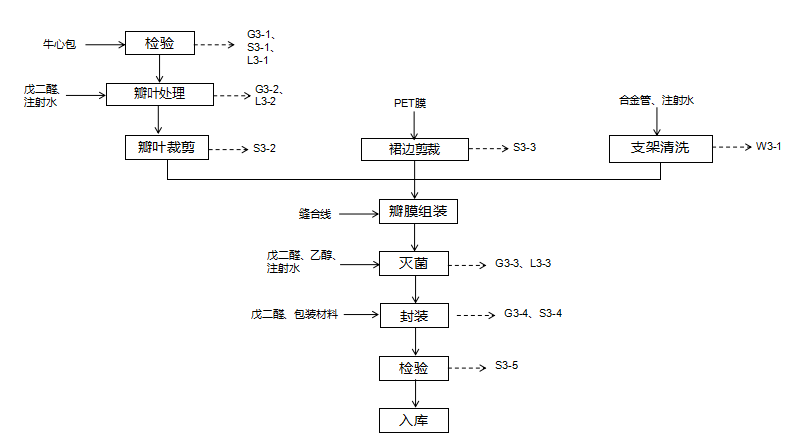 牛心包
检验
G3-1、
S3-1、
L3-1
戊二醛、
注射水
瓣叶处理
G3-2、
L3-2
瓣叶裁剪
S3-2
PET膜
裙边剪裁
S3-3
合金管、注射水
支架清洗
W3-1
缝合线
瓣膜组装
戊二醛、乙醇、
注射水
灭菌
G3-3、L3-3
戊二醛、包装材料
封装
G3-4、S3-4
检验
S3-5
入库